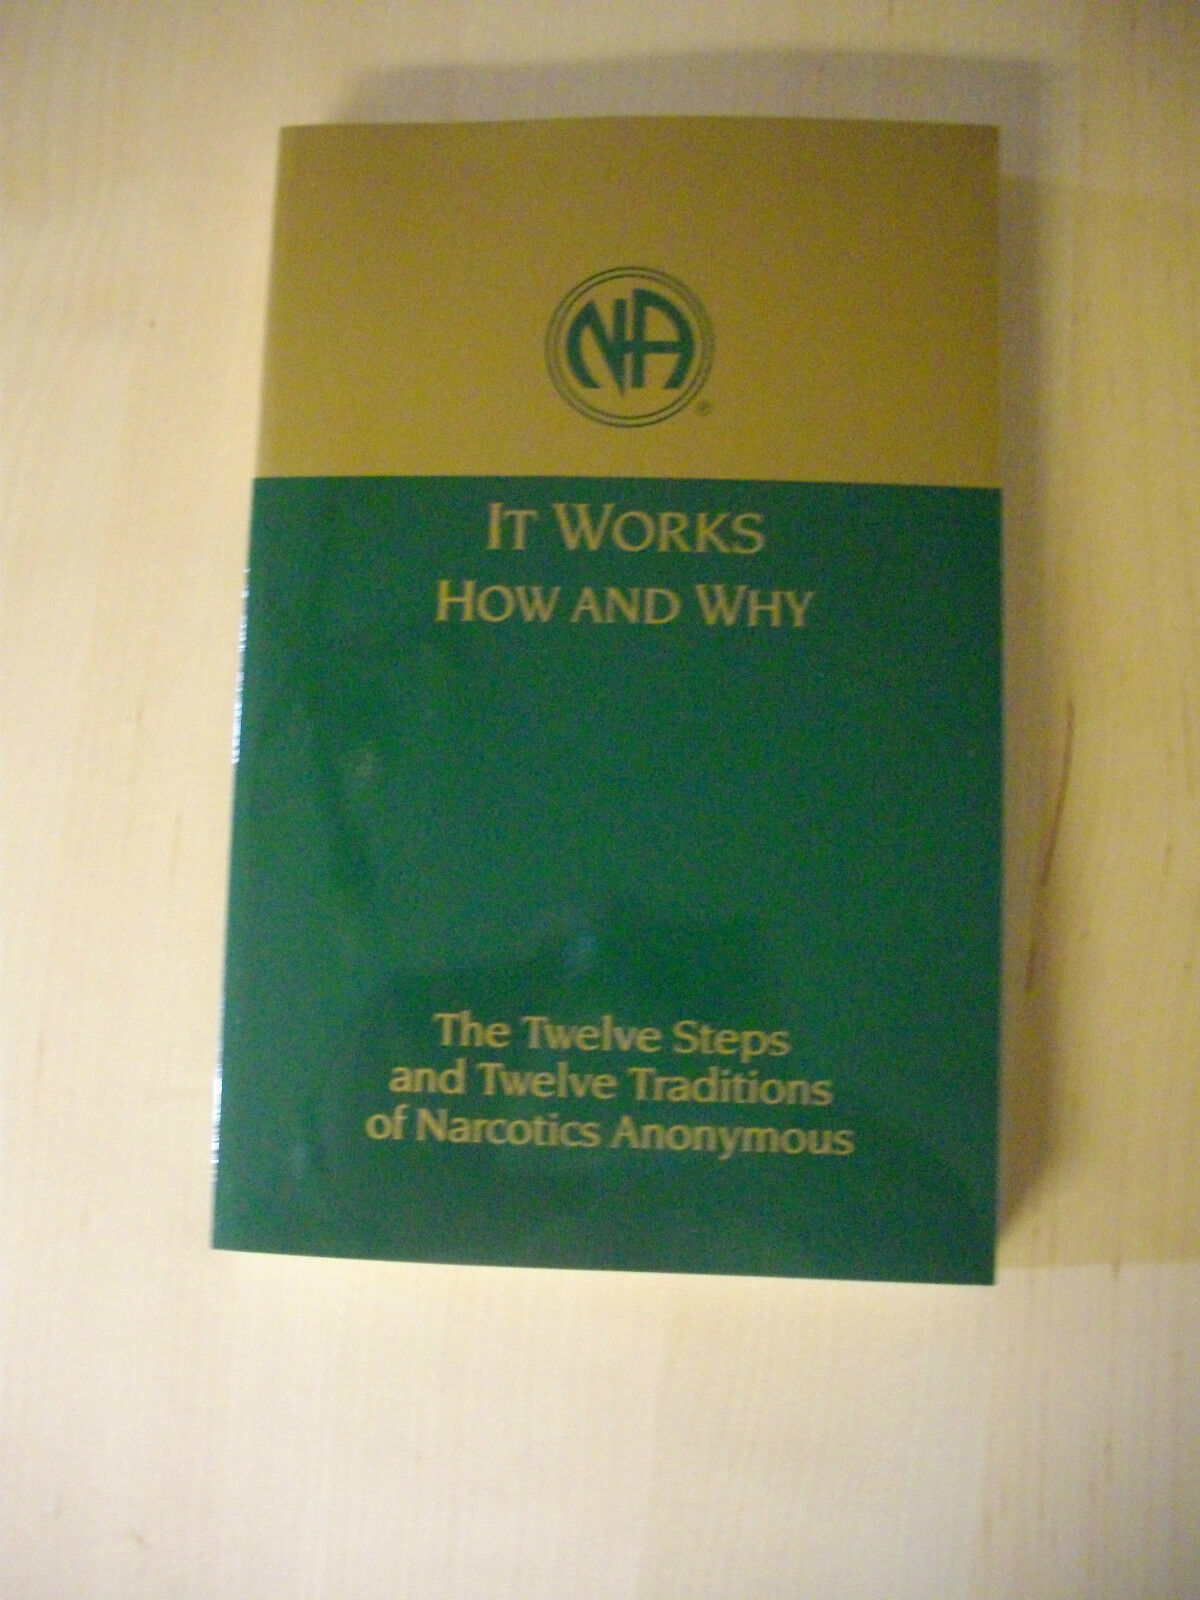 NA
®
IT WORKS
HOW AND WHY
The Twelve Steps
and Twelve Traditions
of Narcotics Anonymous